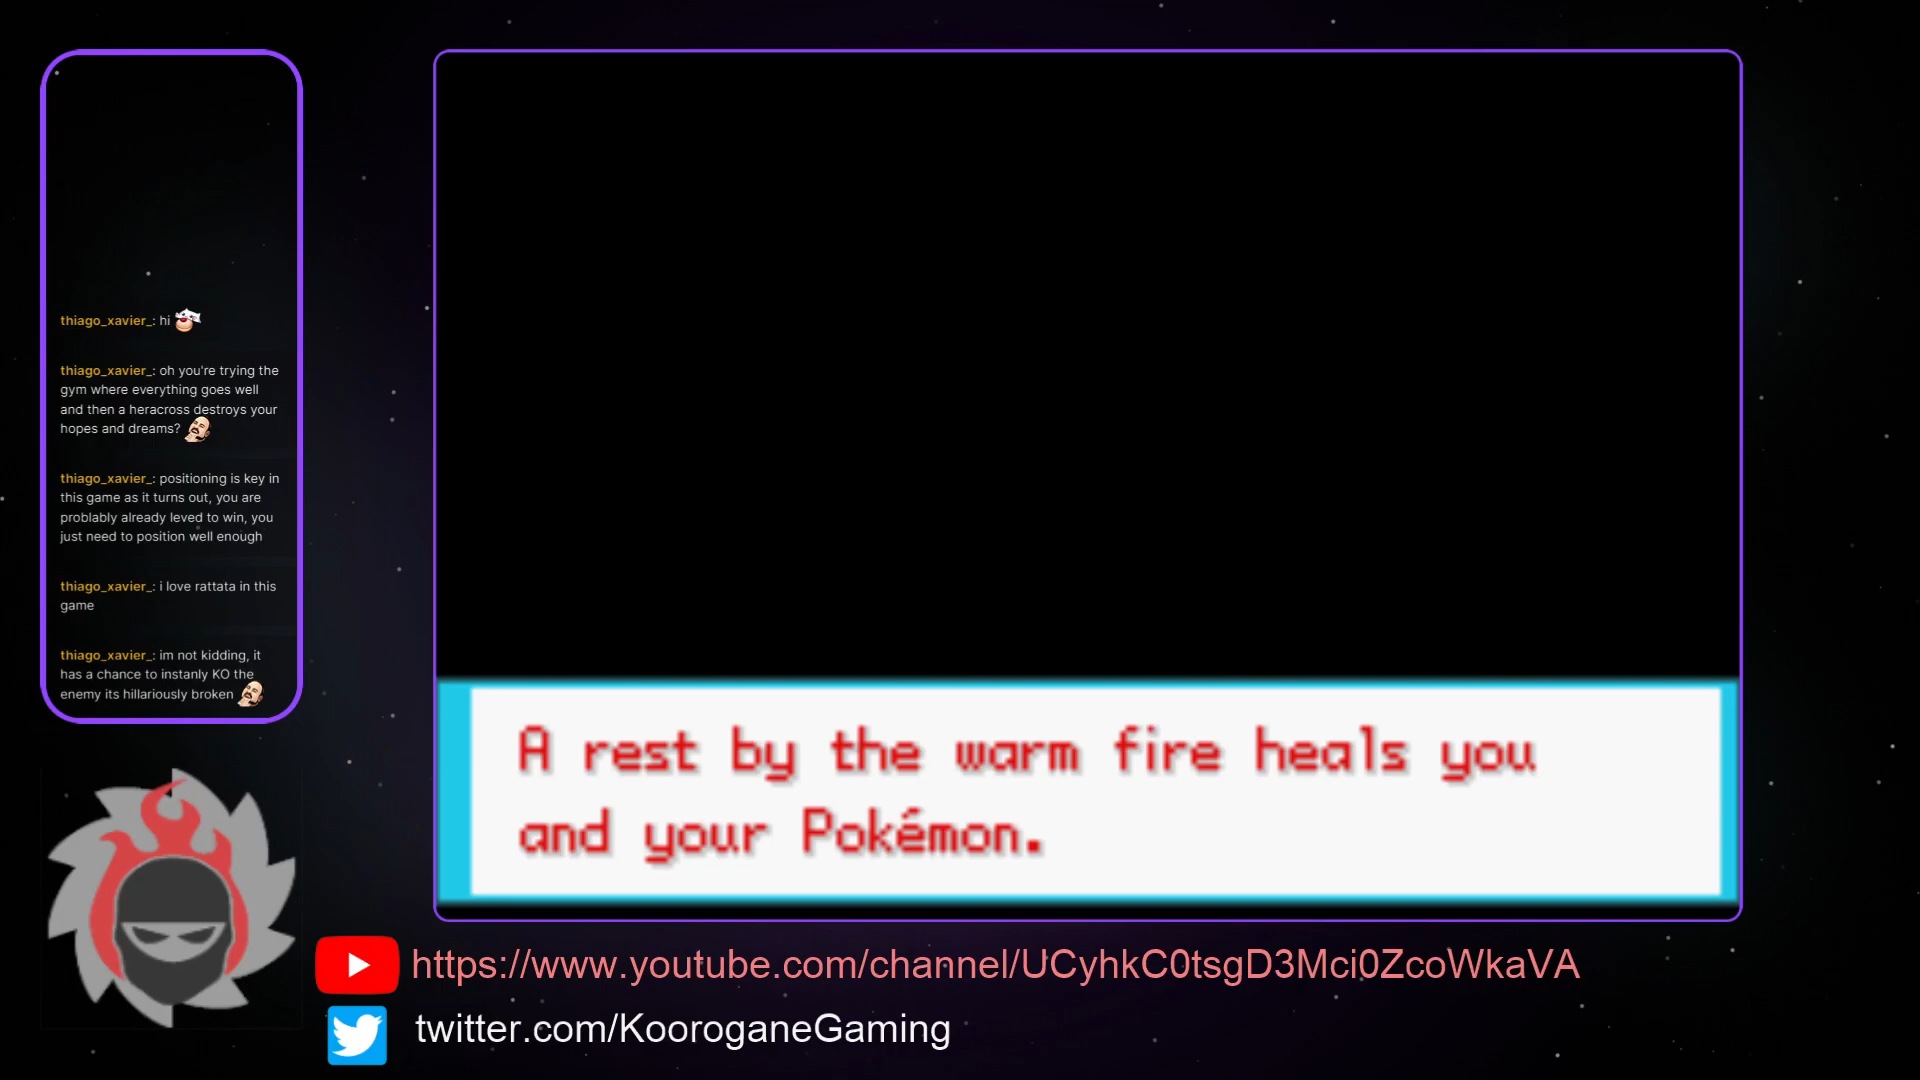 thiago_xavier_: hi
thiago_xavier_: oh you're trying the
gym where everything goes well
and then a heracross destroys your
hopes and dreams?
thiago_xavier_: positioning is key in
this game as it turns out, you are
problably already leved to win, you
just need to position well enough
thiago_xavier_: i love rattata in this
game
thiago_xavier_: im not kidding, it
has a chance to instanly KO the
enemy its hillariously broken
A rest by the warm fire heals you
and your Pokémon.
https://www.youtube.com/channel/UCyhkC0tsgD3Mci0ZcoWkaVA
twitter.com/KooroganeGaming